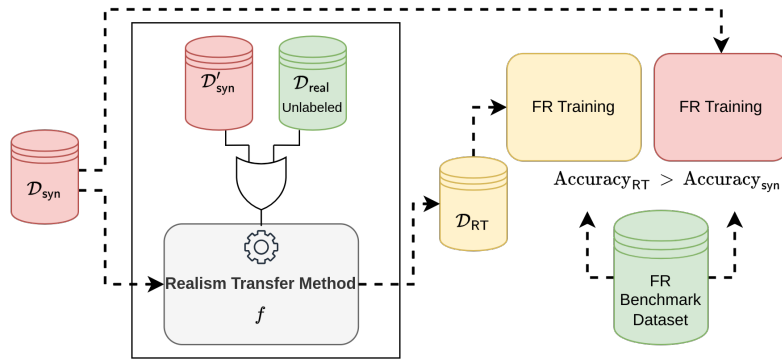 𝒟′syn
𝒟real
Unlabeled
𝒟syn
Realism Transfer Method
f
𝒟RT
FR Training
FR Training
AccuracyRT > Accuracysyn
FR
Benchmark
Dataset